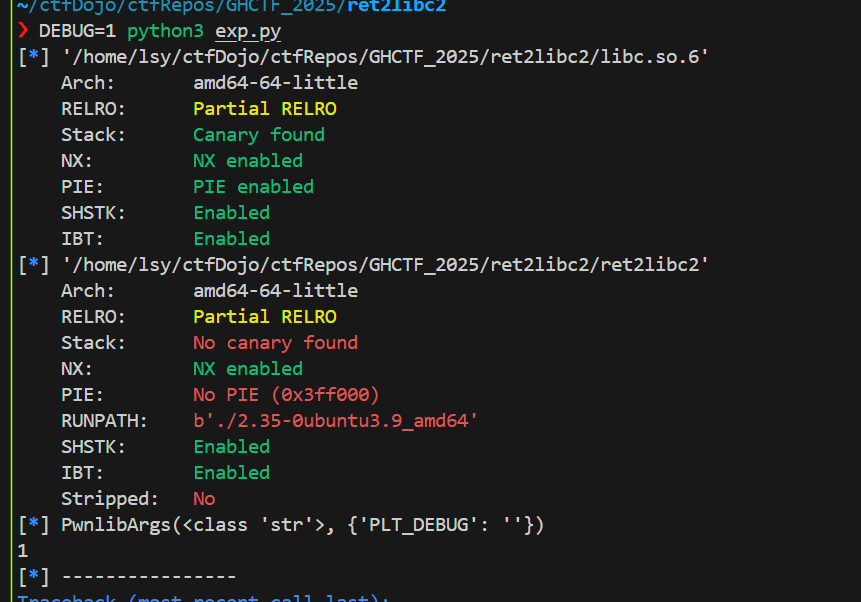 ~/ctfDojo/ctfRepos/GHCTF_2025/ret2libc2
❯ DEBUG=1 python3 exp.py
[*] '/home/lsy/ctfDojo/ctfRepos/GHCTF_2025/ret2libc2/libc.so.6'
    Arch:       amd64-64-little
    RELRO:      Partial RELRO
    Stack:      Canary found
    NX:         NX enabled
    PIE:        PIE enabled
    SHSTK:      Enabled
    IBT:        Enabled
[*] '/home/lsy/ctfDojo/ctfRepos/GHCTF_2025/ret2libc2/ret2libc2'
    Arch:       amd64-64-little
    RELRO:      Partial RELRO
    Stack:      No canary found
    NX:         NX enabled
    PIE:        No PIE (0x3ff000)
    RUNPATH:    b'./2.35-0ubuntu3.9_amd64'
    SHSTK:      Enabled
    IBT:        Enabled
    Stripped:   No
[*] PwnlibArgs(<class 'str'>, {'PLT_DEBUG': ''})
1
[*] ----------------
Traceback (most recent call last):